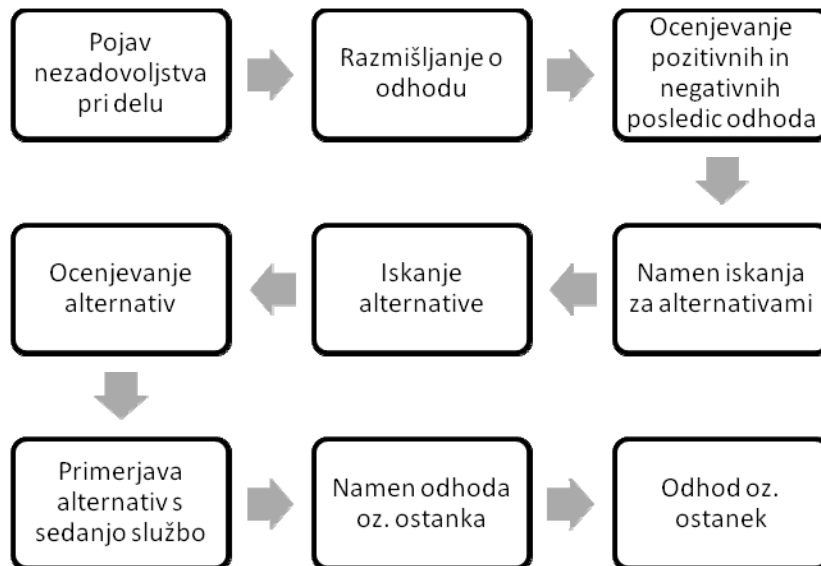 Pojav
nezadovoljstva
pri delu
Razmišljanje o
odhodu
Ocenjevanje
pozitivnih in
negativnih
posledic odhoda
Namen iskanja
za alternativami
Iskanje
alternative
Ocenjevanje
alternativ
Primerjava
alternativ s
sedanjo službo
Namen odhoda
oz. ostanka
Odhod oz.
ostanek